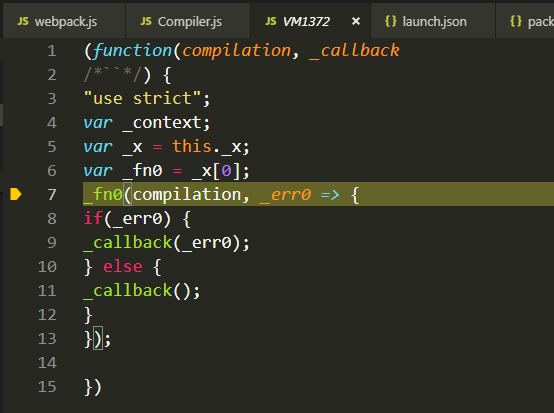 JS webpack.js JS Compiler.js JS VM1372 × {} launch.json {} pack
1 (function(compilation, _callback
2 /*``*/) {
3 "use strict";
4 var _context;
5 var _x = this._x;
6 var _fn0 = _x[0];
7 _fn0(compilation, _err0 => {
8 if(_err0) {
9 _callback(_err0);
10 } else {
11 _callback();
12 }
13 });
14
15 })